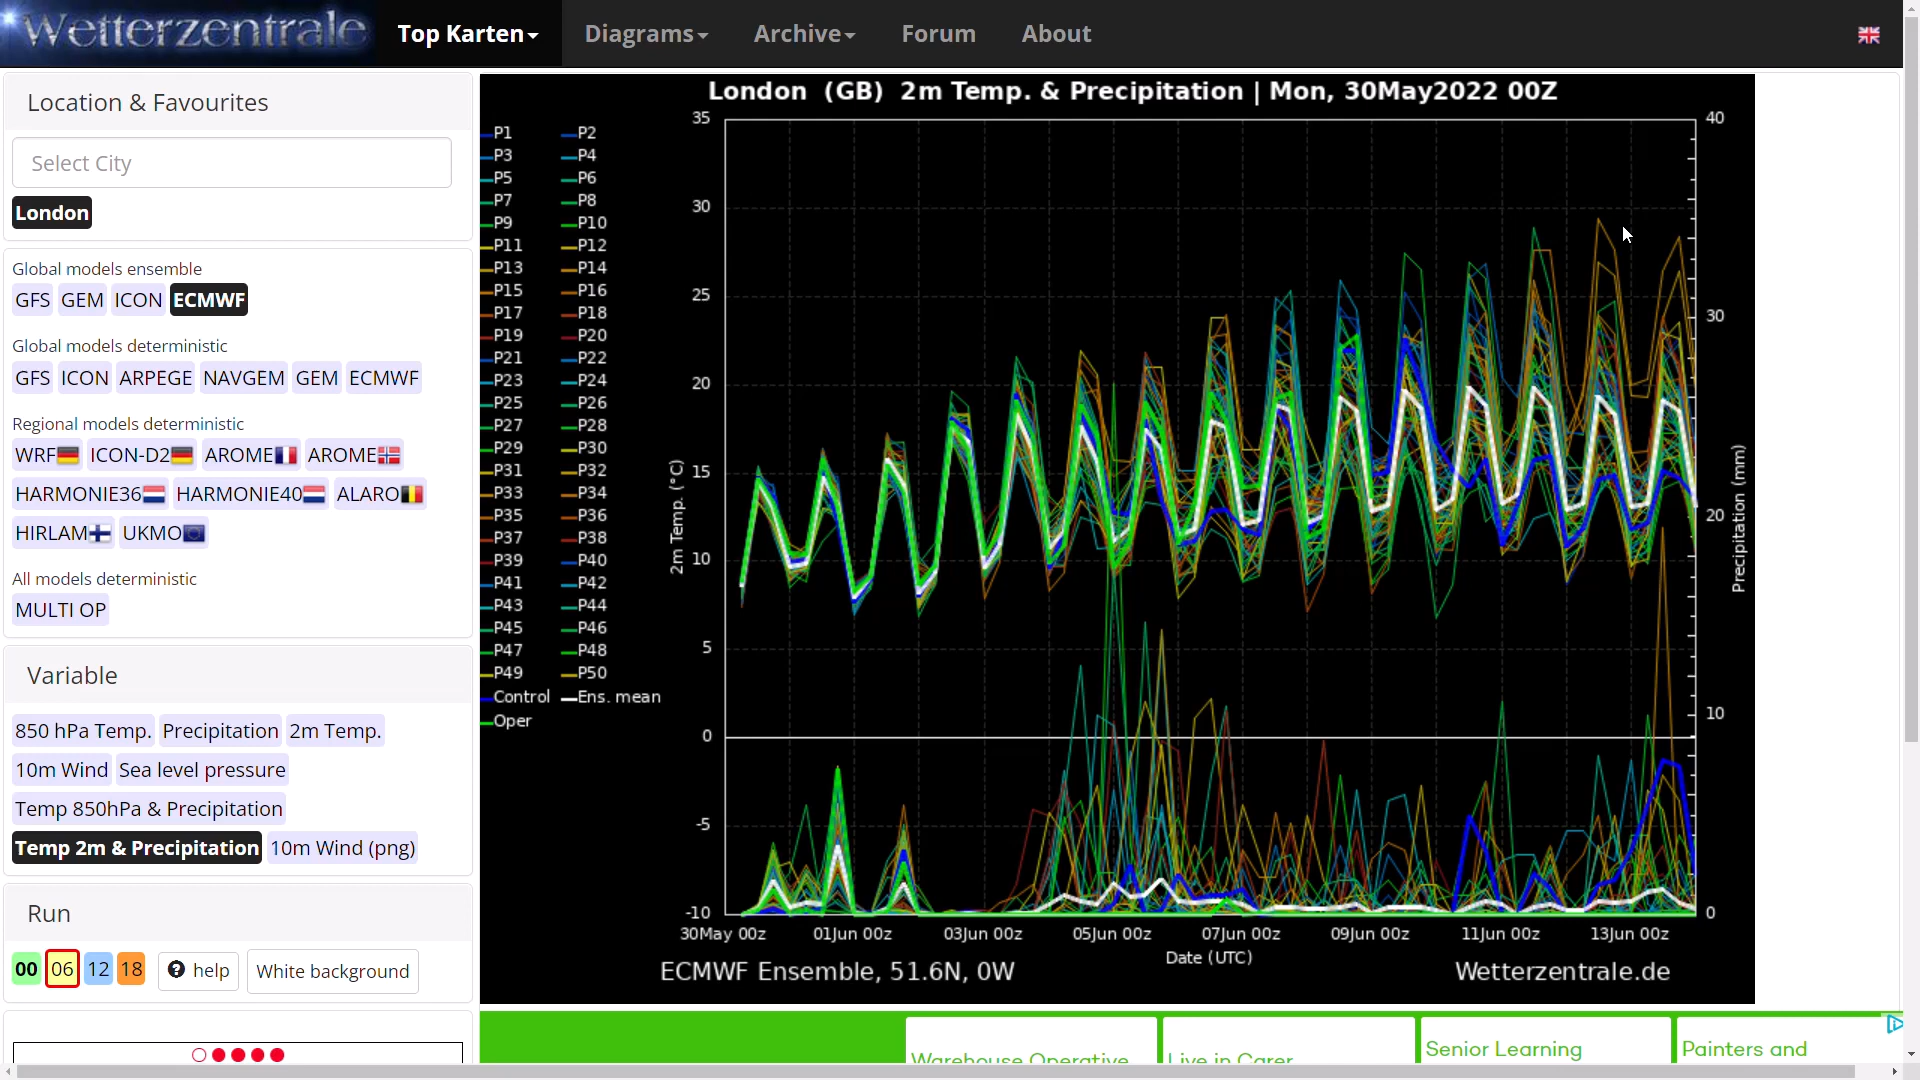 Wetterzentrale Top Karten Diagrams Archive Forum About
Location & Favourites
Select City
London
Global models ensemble
GFS GEM ICON ECMWF
Global models deterministic
GFS ICON ARPEGE NAVGEM GEM ECMWF
Regional models deterministic
WRF ICON-D2 AROME AROME
HARMONIE36 HARMONIE40 ALARO
HIRLAM UKMO
All models deterministic
MULTI OP
Variable
850 hPa Temp. Precipitation 2m Temp.
10m Wind Sea level pressure
Temp 850hPa & Precipitation
Temp 2m & Precipitation 10m Wind (png)
Run
00 06 12 18 help White background
London (GB) 2m Temp. & Precipitation | Mon, 30May2022 00Z
P1 P2
P3 P4
P5 P6
P7 P8
P9 P10
P11 P12
P13 P14
P15 P16
P17 P18
P19 P20
P21 P22
P23 P24
P25 P26
P27 P28
P29 P30
P31 P32
P33 P34
P35 P36
P37 P38
P39 P40
P41 P42
P43 P44
P45 P46
P47 P48
P49 P50
Control Ens. mean
Oper
2m Temp. (°C)
35
30
25
20
15
10
5
0
-5
-10
40
30
20
10
0
Precipitation (mm)
30May 00z 01Jun 00z 03Jun 00z 05Jun 00z 07Jun 00z 09Jun 00z 11Jun 00z 13Jun 00z
Date (UTC)
ECMWF Ensemble, 51.6N, 0W Wetterzentrale.de
Warehouse Operative Live in Carer Senior Learning Painters and